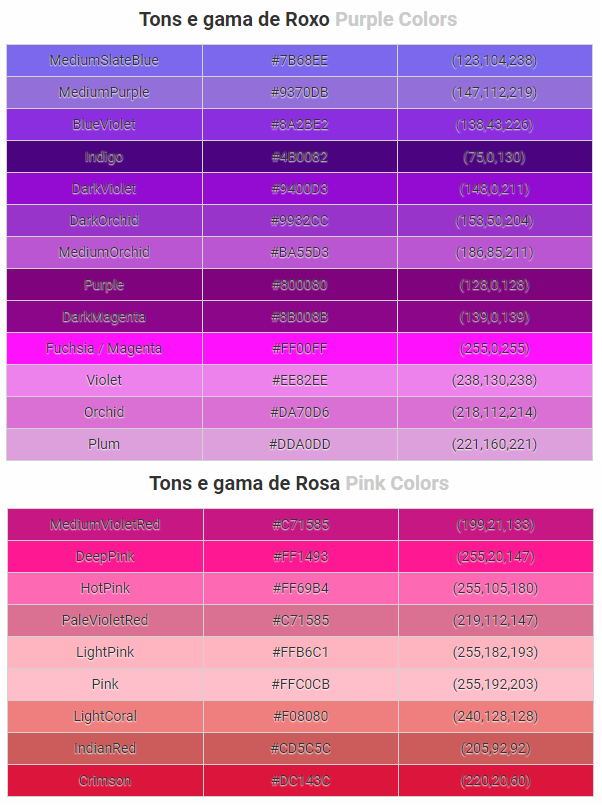 Tons e gama de Roxo Purple Colors
MediumSlateBlue #7B68EE (123,104,238)
MediumPurple #9370DB (147,112,219)
BlueViolet #8A2BE2 (138,43,226)
Indigo #4B0082 (75,0,130)
DarkViolet #9400D3 (148,0,211)
DarkOrchid #9932CC (153,50,204)
MediumOrchid #BA55D3 (186,85,211)
Purple #800080 (128,0,128)
DarkMagenta #8B008B (139,0,139)
Fuchsia / Magenta #FF00FF (255,0,255)
Violet #EE82EE (238,130,238)
Orchid #DA70D6 (218,112,214)
Plum #DDA0DD (221,160,221)
Tons e gama de Rosa Pink Colors
MediumVioletRed #C71585 (199,21,133)
DeepPink #FF1493 (255,20,147)
HotPink #FF69B4 (255,105,180)
PaleVioletRed #C71585 (219,112,147)
LightPink #FFB6C1 (255,182,193)
Pink #FFC0CB (255,192,203)
LightCoral #F08080 (240,128,128)
IndianRed #CD5C5C (205,92,92)
Crimson #DC143C (220,20,60)